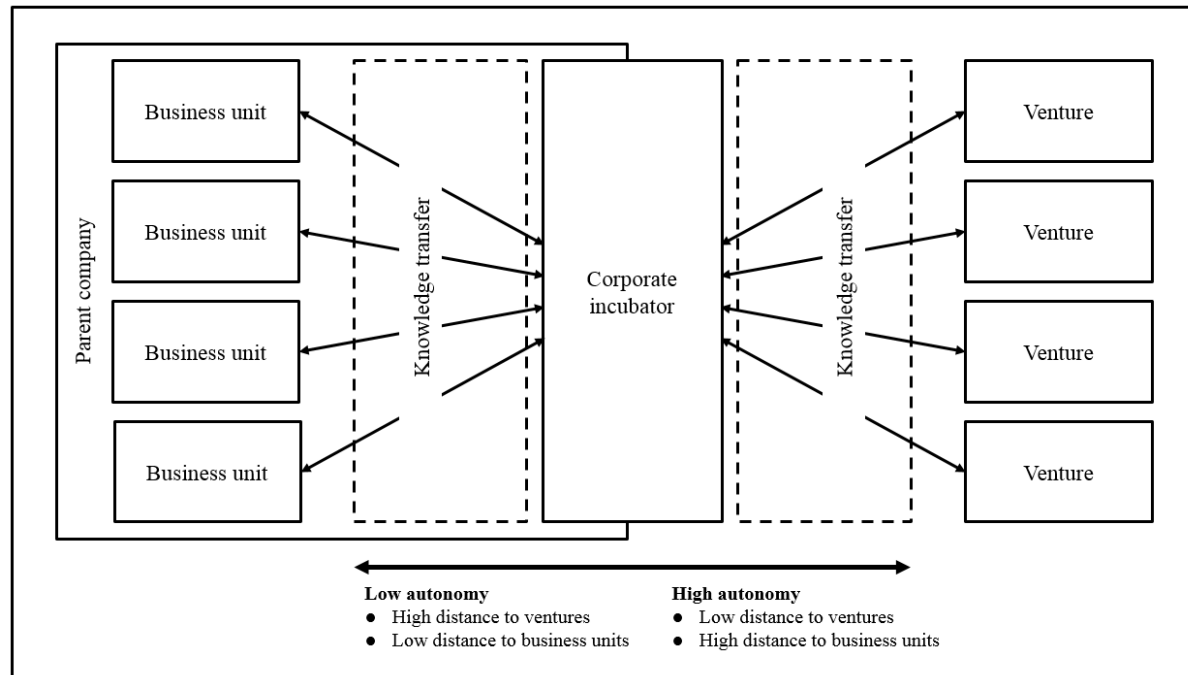 Parent company
Business unit
Business unit
Business unit
Business unit
Knowledge transfer
Corporate
incubator
Knowledge transfer
Venture
Venture
Venture
Venture
Low autonomy
● High distance to ventures
● Low distance to business units
High autonomy
● Low distance to ventures
● High distance to business units